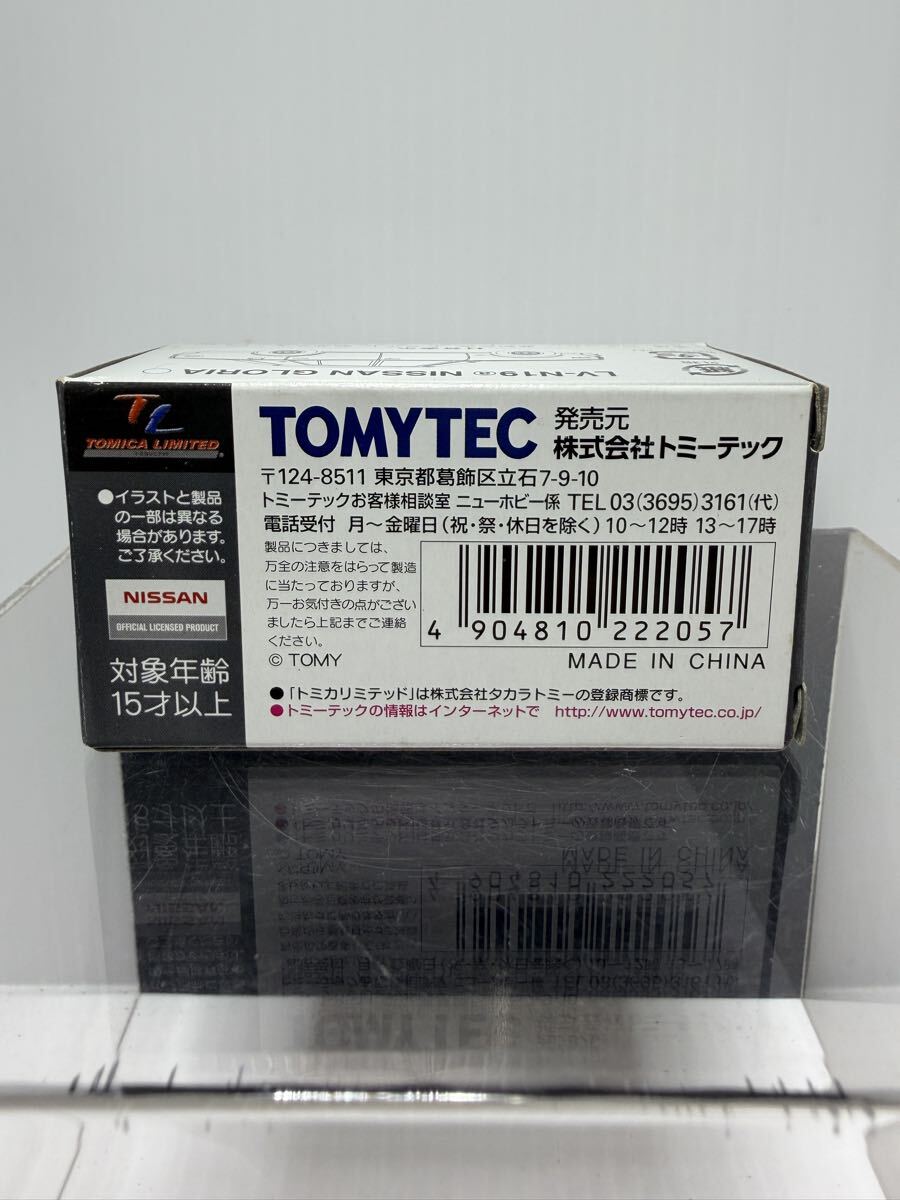 LV-N19ⓐ NISSAN GLORIA
TL
TOMICA LIMITED
●イラストと製品
の一部は異なる
場合があります。
ご了承ください。
NISSAN
OFFICIAL LICENSED PRODUCT
対象年齢
15才以上
TOMYTEC 発売元
株式会社トミーテック
〒124-8511 東京都葛飾区立石7-9-10
トミーテックお客様相談室 ニューホビー係 TEL 03(3695)3161(代)
電話受付 月～金曜日(祝・祭・休日を除く) 10～12時 13～17時
製品につきましては、
万全の注意をはらって製造
に当たっておりますが、
万一お気付きの点がござい
ましたら上記までご連絡
ください。
© TOMY
4 904810 222057
MADE IN CHINA
●「トミカリミテッド」は株式会社タカラトミーの登録商標です。
●トミーテックの情報はインターネットで http://www.tomytec.co.jp/